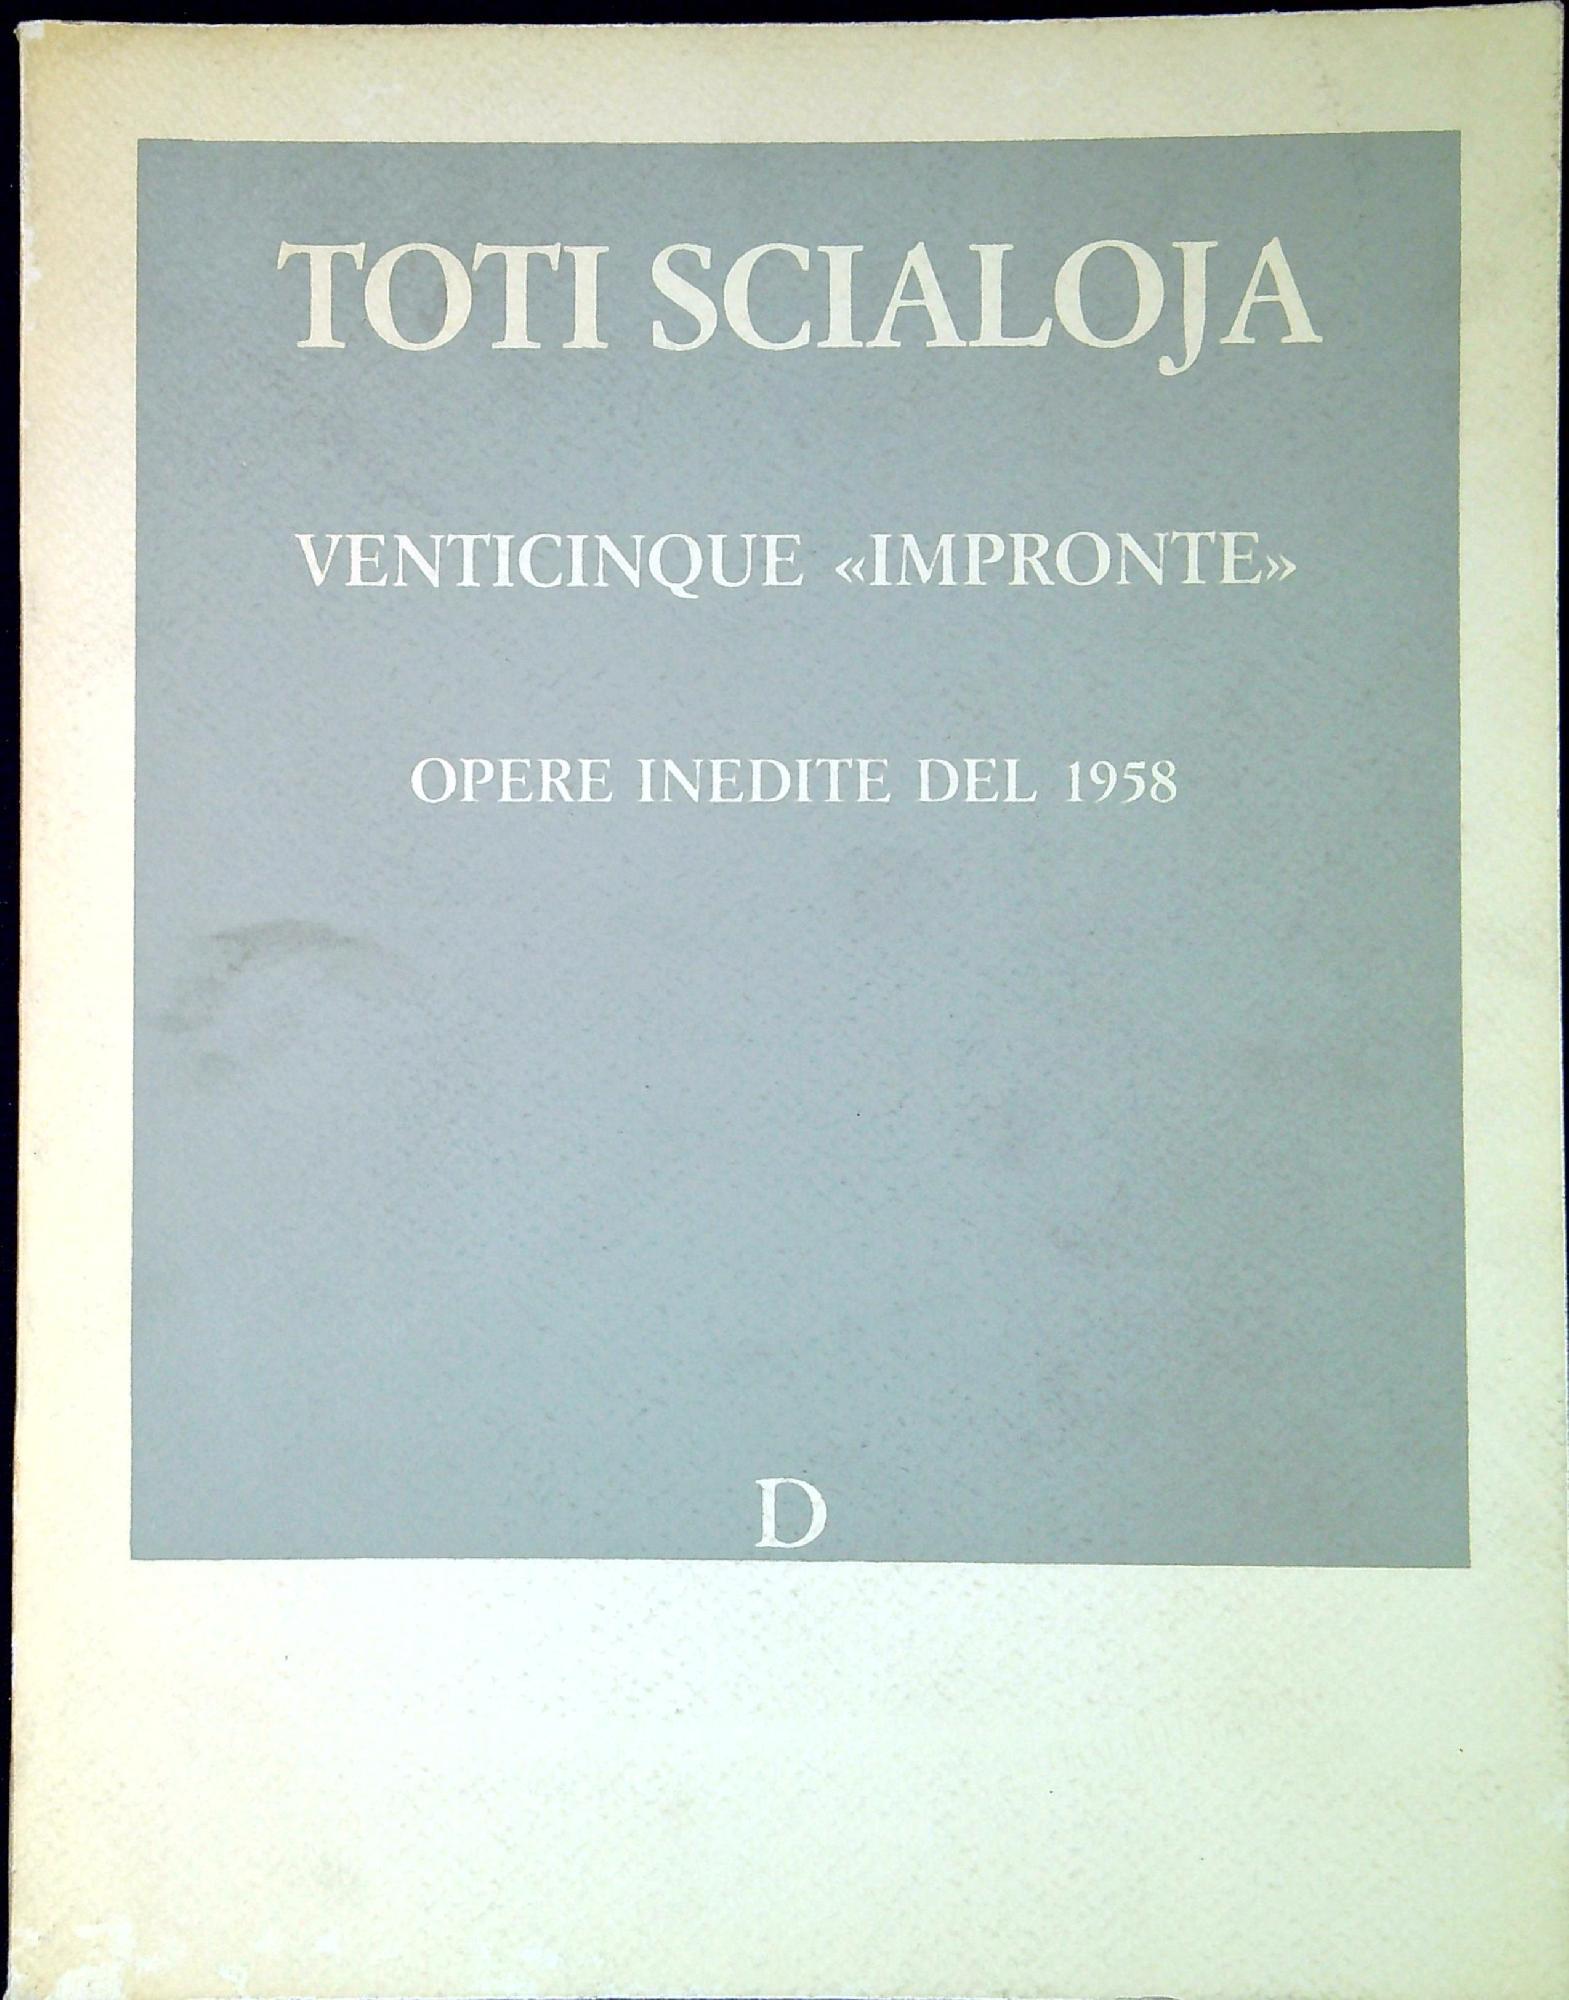 TOTI SCIALOJA
VENTICINQUE «IMPRONTE»
OPERE INEDITE DEL 1958
D